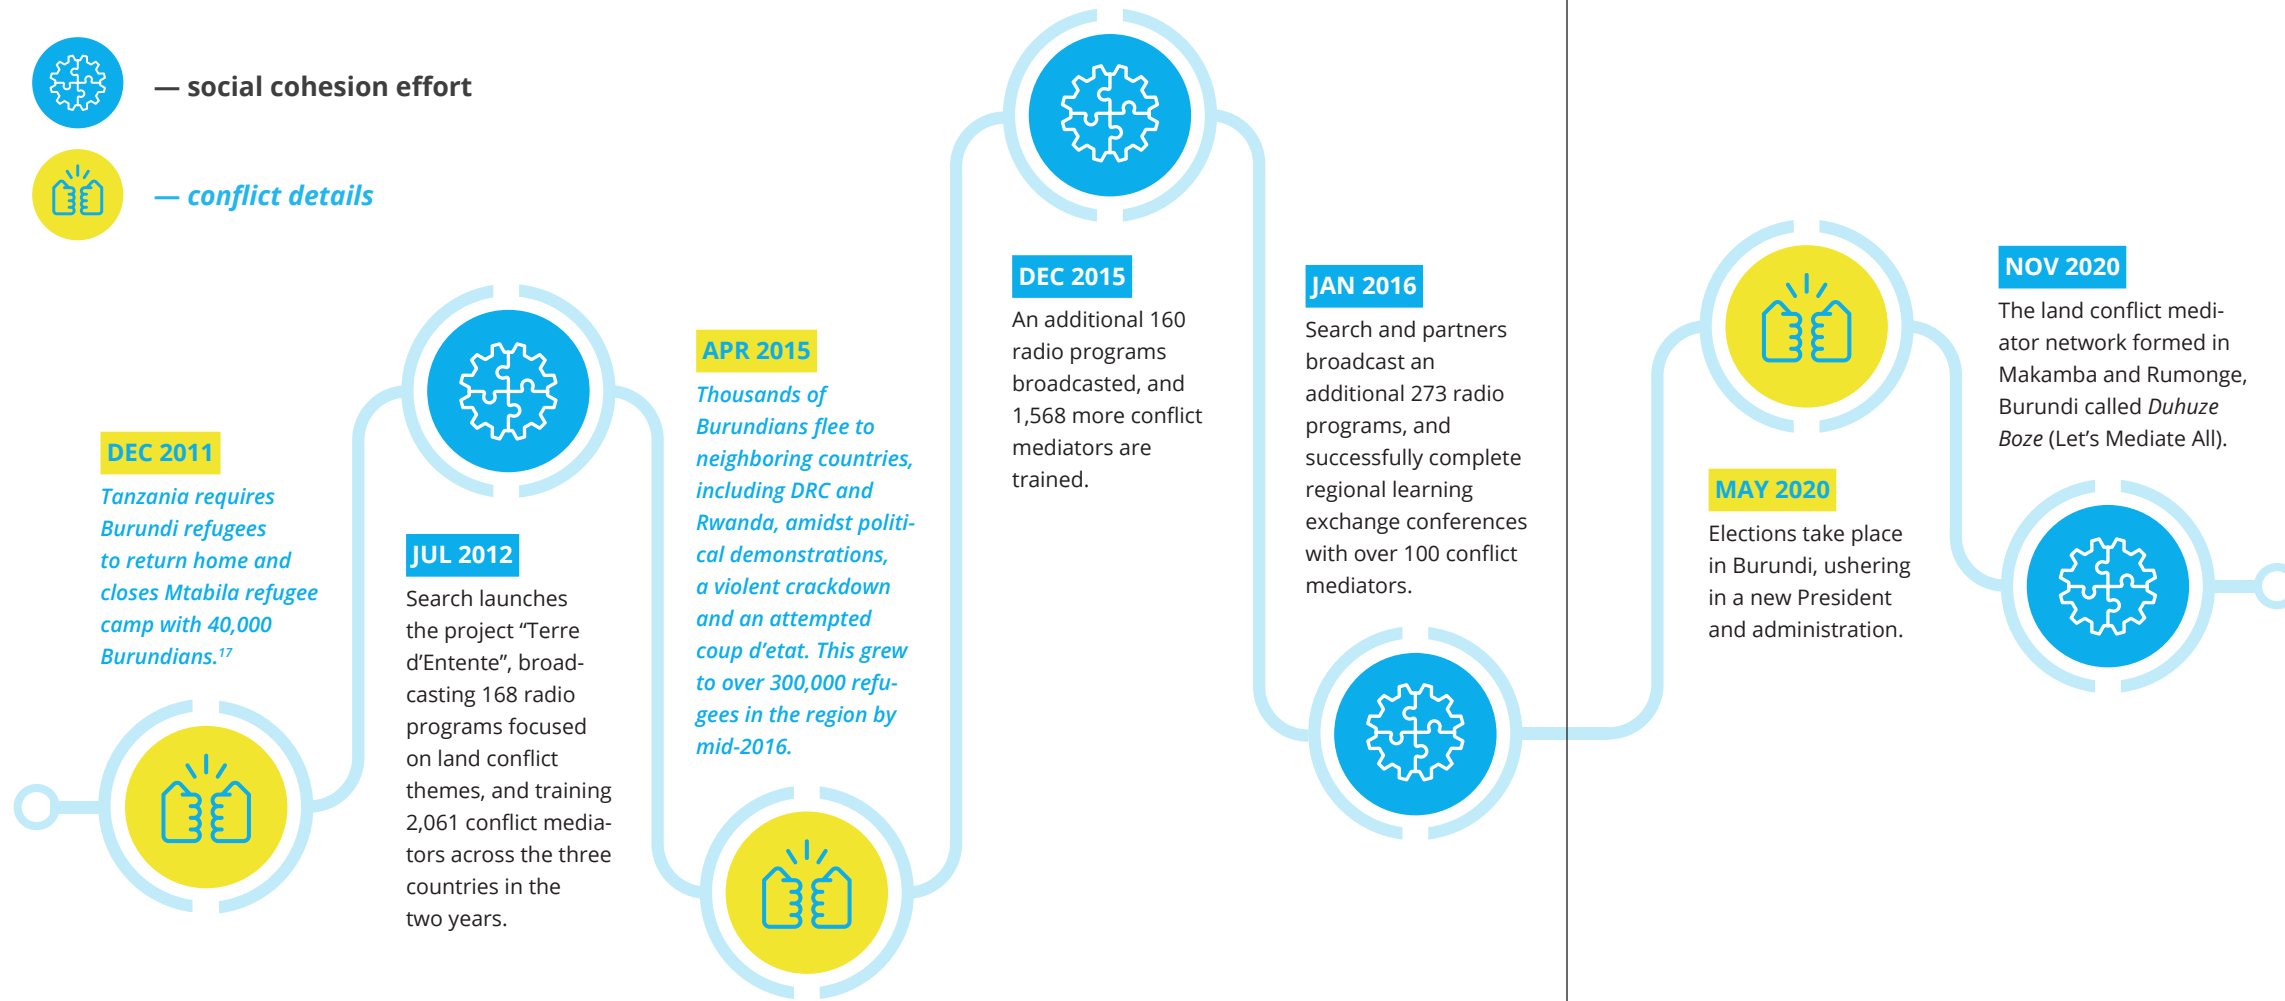 — social cohesion effort
— conflict details
DEC 2011
Tanzania requires
Burundi refugees
to return home and
closes Mtabila refugee
camp with 40,000
Burundians.17
JUL 2012
Search launches
the project “Terre
d’Entente”, broad-
casting 168 radio
programs focused
on land conflict
themes, and training
2,061 conflict media-
tors across the three
countries in the
two years.
APR 2015
Thousands of
Burundians flee to
neighboring countries,
including DRC and
Rwanda, amidst politi-
cal demonstrations,
a violent crackdown
and an attempted
coup d’etat. This grew
to over 300,000 refu-
gees in the region by
mid-2016.
DEC 2015
An additional 160
radio programs
broadcasted, and
1,568 more conflict
mediators are
trained.
JAN 2016
Search and partners
broadcast an
additional 273 radio
programs, and
successfully complete
regional learning
exchange conferences
with over 100 conflict
mediators.
MAY 2020
Elections take place
in Burundi, ushering
in a new President
and administration.
NOV 2020
The land conflict medi-
ator network formed in
Makamba and Rumonge,
Burundi called Duhuze
Boze (Let’s Mediate All).